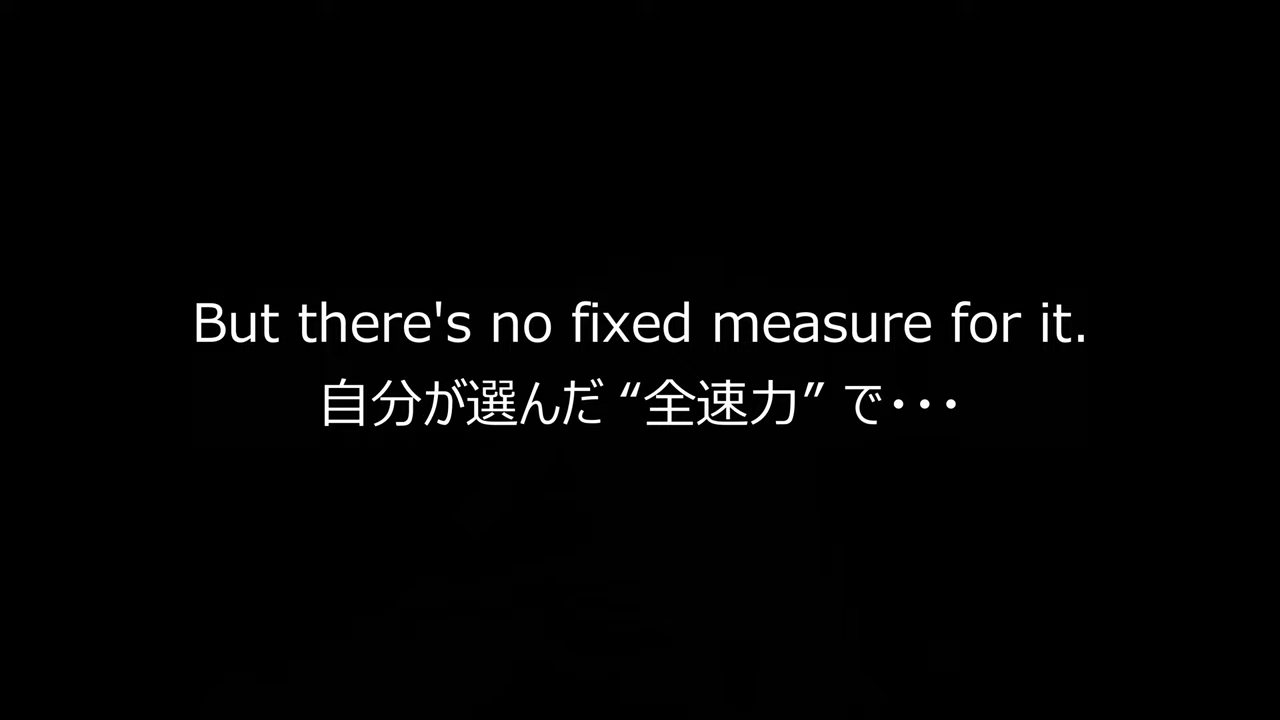 But there's no fixed measure for it.
自分が選んだ “全速力” で・・・